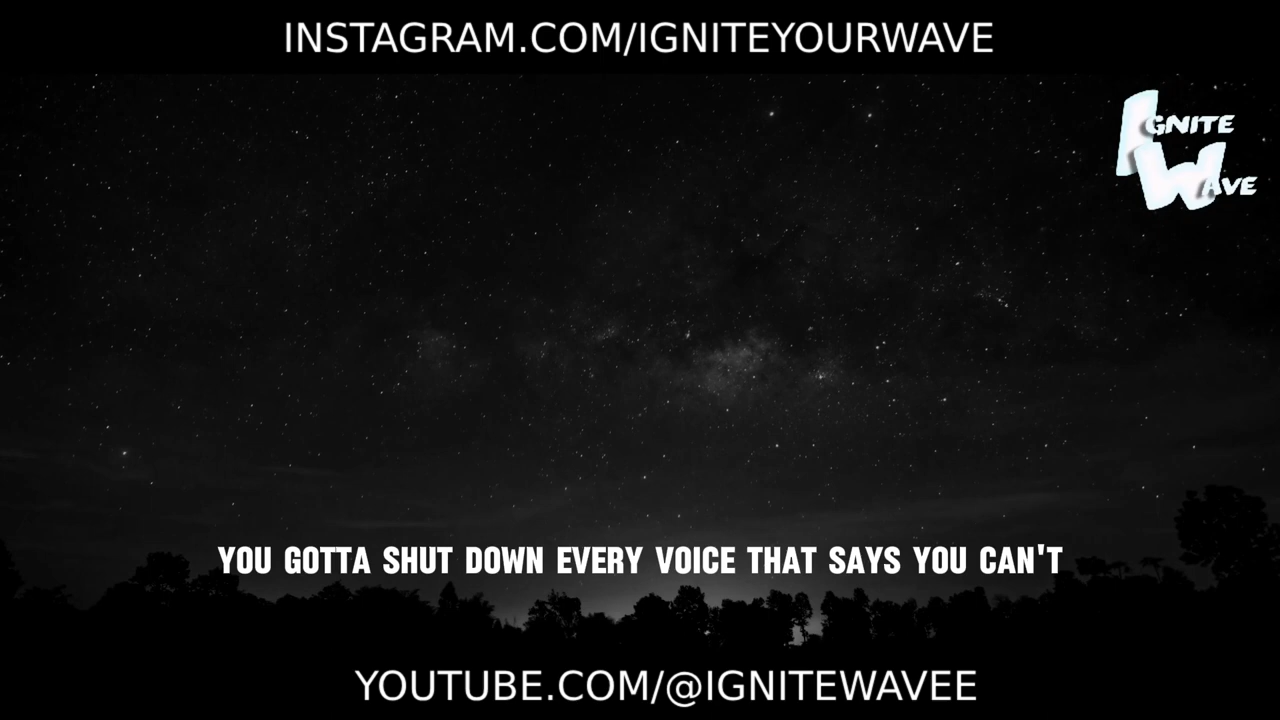 INSTAGRAM.COM/IGNITEYOURWAVE
IGNITE
WAVE
YOU GOTTA SHUT DOWN EVERY VOICE THAT SAYS YOU CAN'T
YOUTUBE.COM/@IGNITEWAVEE